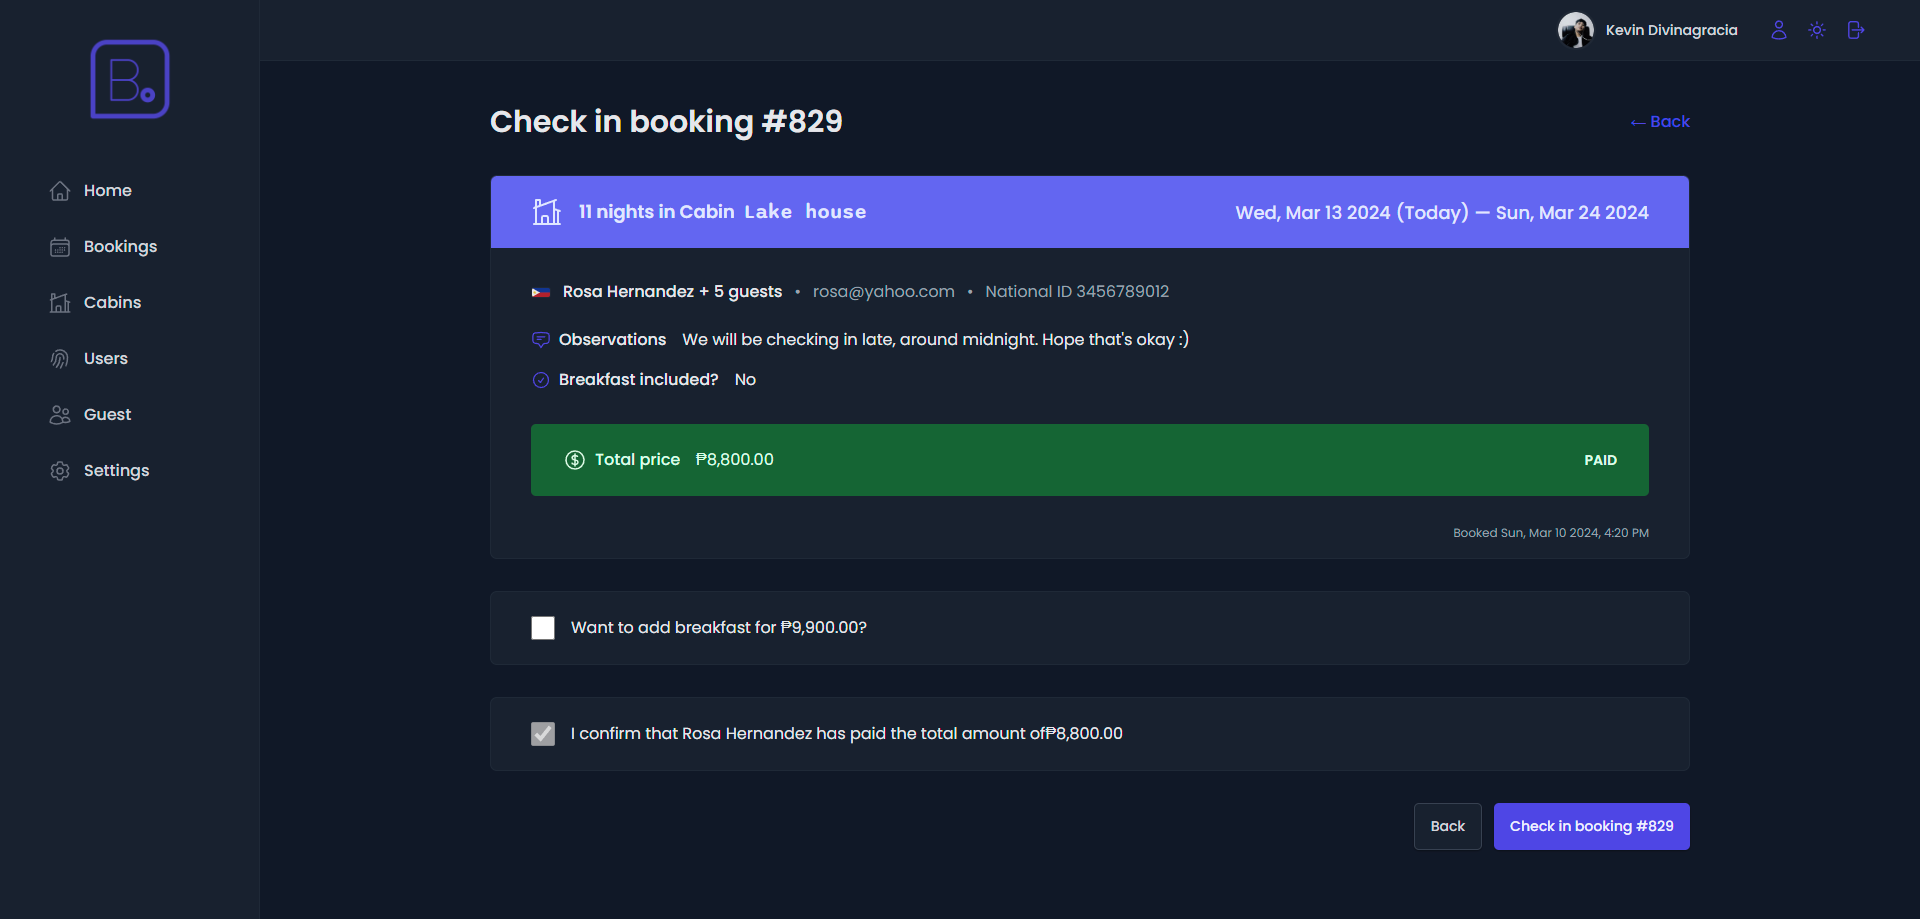 B.
Kevin Divinagracia
Home
Bookings
Cabins
Users
Guest
Settings
Check in booking #829
← Back
11 nights in Cabin Lake house
Wed, Mar 13 2024 (Today) — Sun, Mar 24 2024
Rosa Hernandez + 5 guests • rosa@yahoo.com • National ID 3456789012
Observations We will be checking in late, around midnight. Hope that's okay :)
Breakfast included? No
Total price ₱8,800.00
PAID
Booked Sun, Mar 10 2024, 4:20 PM
Want to add breakfast for ₱9,900.00?
I confirm that Rosa Hernandez has paid the total amount of₱8,800.00
Back
Check in booking #829